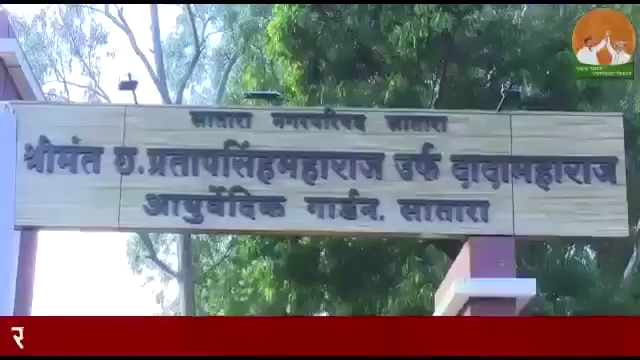 सातारा नगरपरिषद सातारा
श्रीमंत छ.प्रतापसिंहमहाराज उर्फ दादामहाराज
आयुर्वेदिक गार्डन. सातारा
र